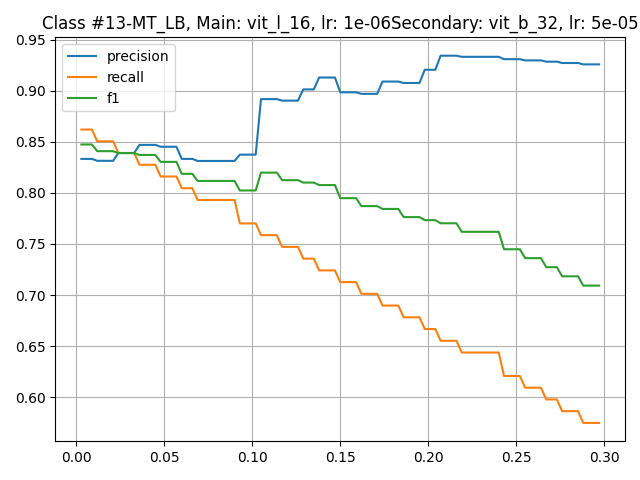 Class #13-MT_LB, Main: vit_l_16, lr: 1e-06Secondary: vit_b_32, lr: 5e-05
precision
recall
f1
0.95
0.90
0.85
0.80
0.75
0.70
0.65
0.60
0.00 0.05 0.10 0.15 0.20 0.25 0.30